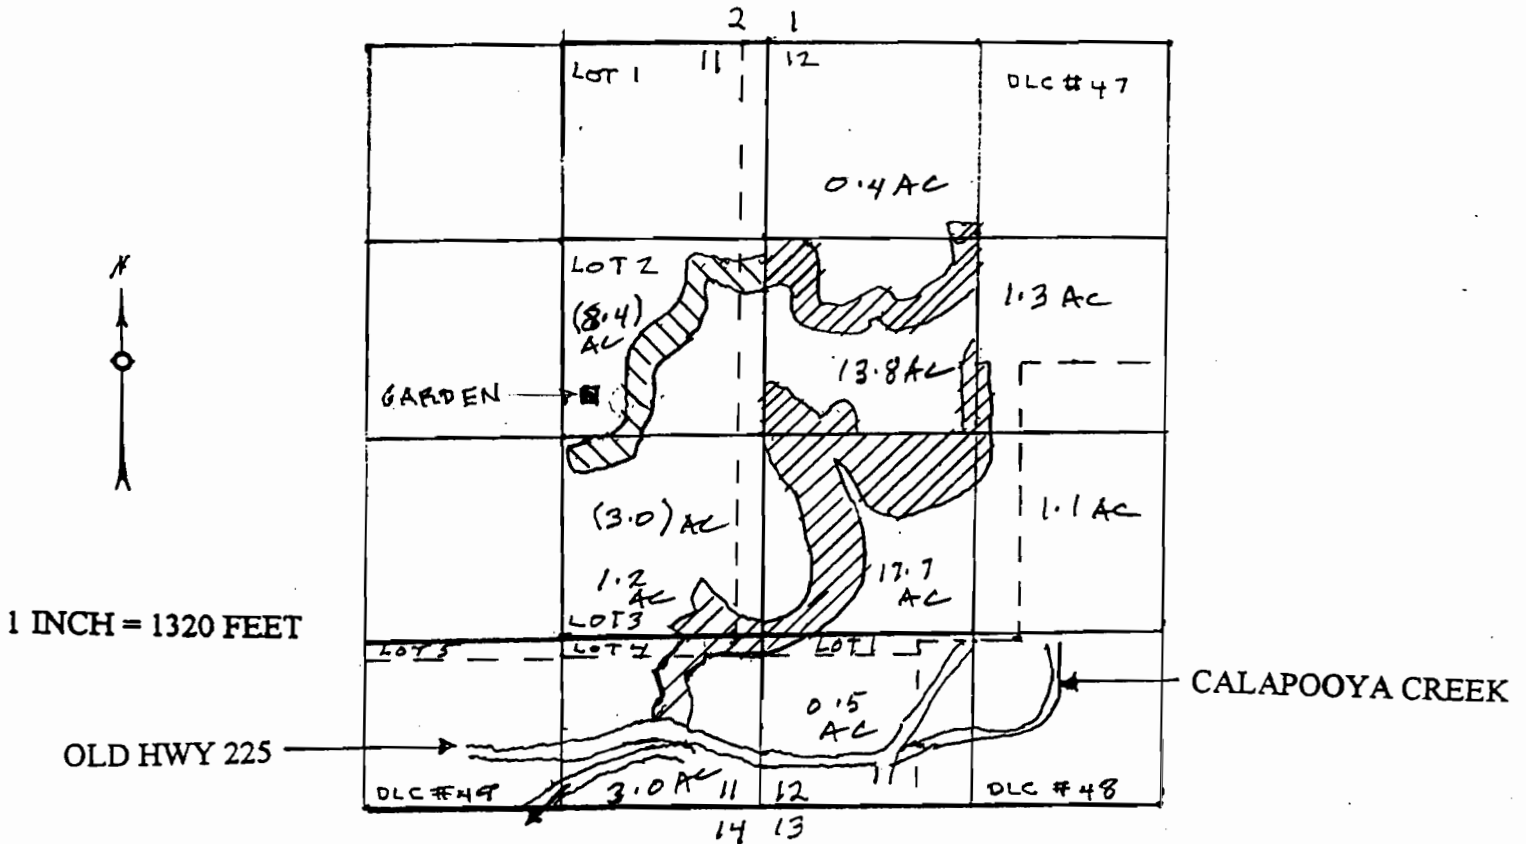 2 1
LOT 1 11 12
DLC # 47
0.4 AC
N
LOT 2
(8.4)
AC
1.3 AC
13.8 AC
GARDEN
(3.0) AC
1.1 AC
1.2
AC
17.7
AC
1 INCH = 1320 FEET
LOT 3
LOT 5 LOT 4 LOT 1
CALAPOOYA CREEK
0.5
AC
OLD HWY 225
DLC # 49 3.0 AC 11 12 DLC # 48
14 13